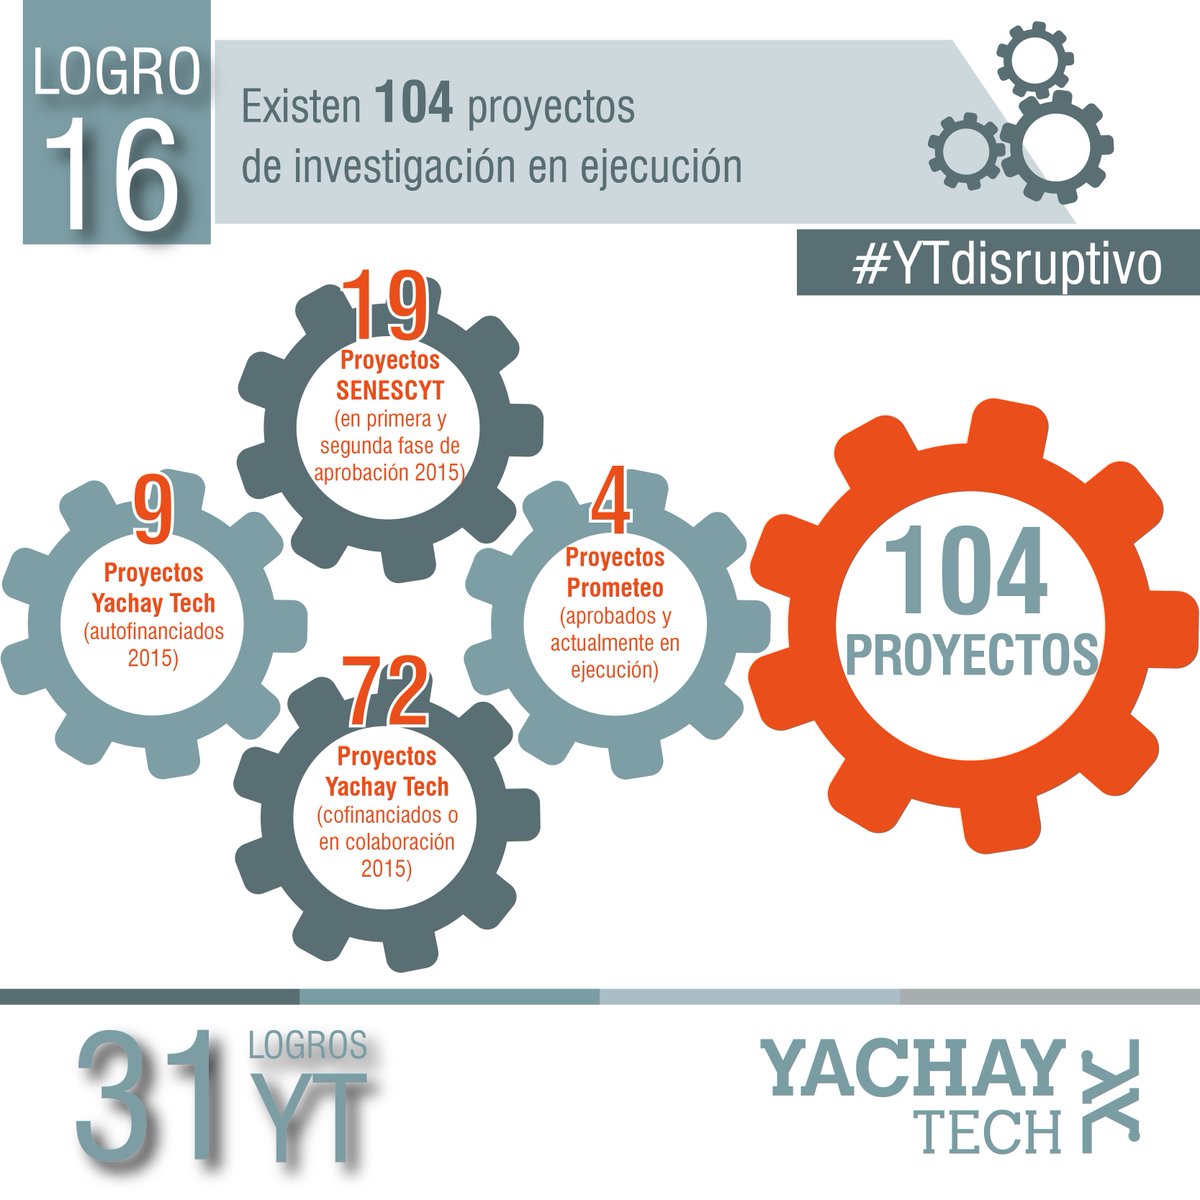 LOGRO
16
Existen 104 proyectos
de investigación en ejecución
#YTdisruptivo
19
Proyectos
SENESCYT
(en primera y
segunda fase de
aprobación 2015)
9
Proyectos
Yachay Tech
(autofinanciados
2015)
4
Proyectos
Prometeo
(aprobados y
actualmente en
ejecución)
72
Proyectos
Yachay Tech
(cofinanciados o
en colaboración
2015)
104
PROYECTOS
31
LOGROS
YT
YACHAY
TECH